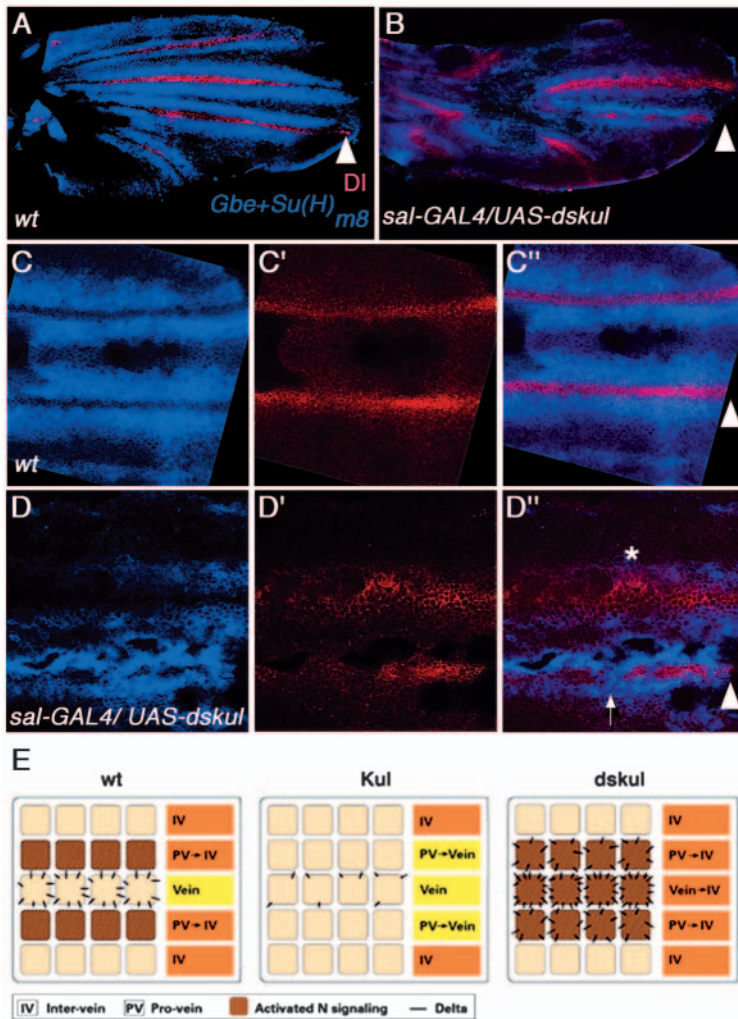 A
B
Dl
Gbe+Su(H)m8
wt
sal-GAL4/UAS-dskul
C
C'
C''
wt
D
D'
D''
*
sal-GAL4/ UAS-dskul
E
wt
Kul
dskul
IV
IV
IV
PV→IV
PV→Vein
PV→IV
Vein
Vein
Vein→IV
PV→IV
PV→Vein
PV→IV
IV
IV
IV
IV Inter-vein PV Pro-vein Activated N signaling Delta